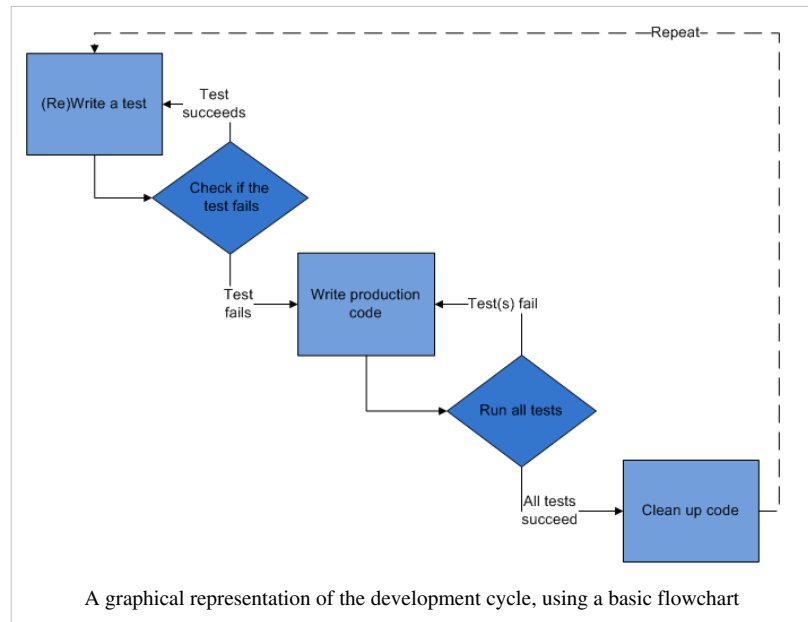 Repeat
(Re)Write a test
Test
succeeds
Check if the
test fails
Test
fails
Write production
code
Test(s) fail
Run all tests
All tests
succeed
Clean up code
A graphical representation of the development cycle, using a basic flowchart